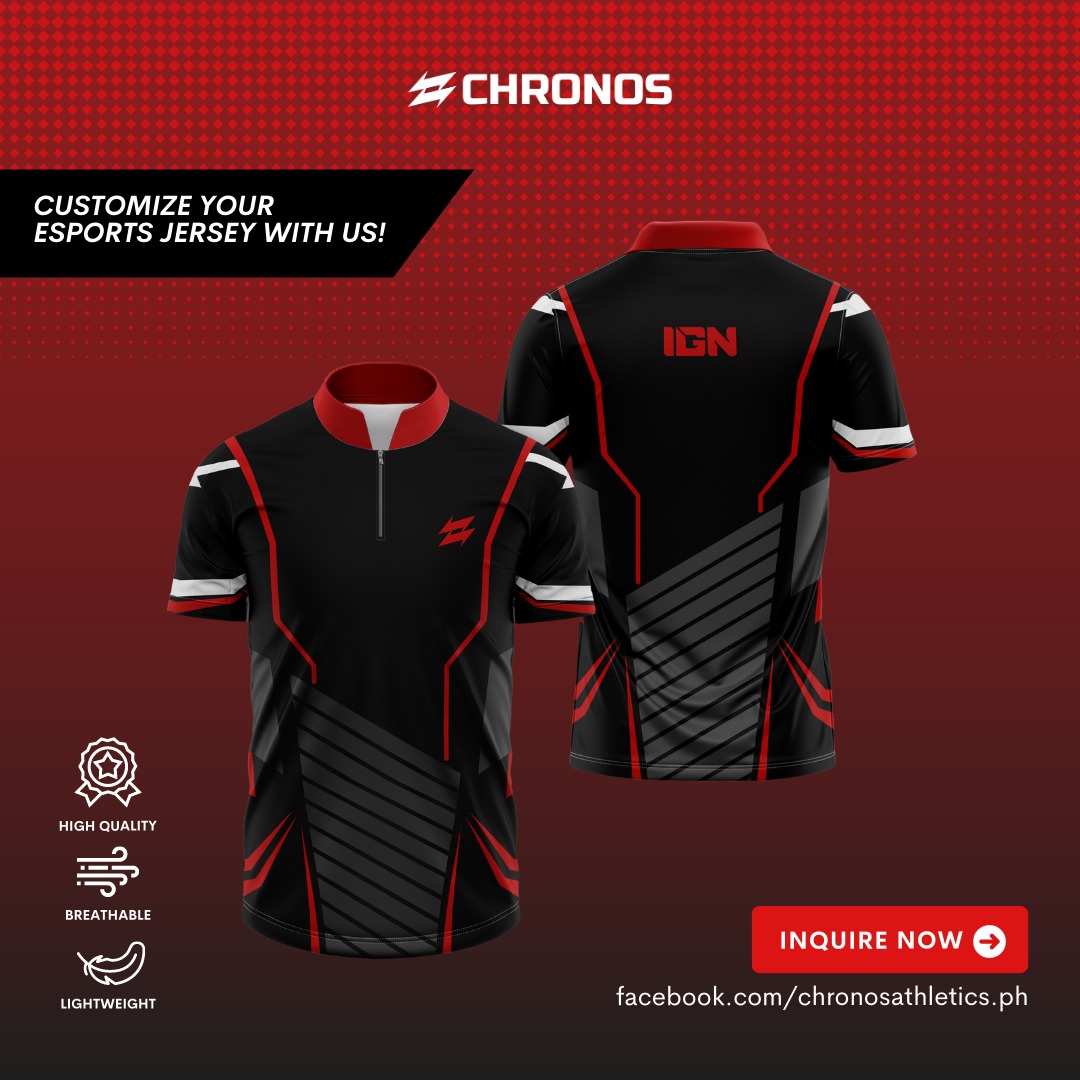 CHRONOS
CUSTOMIZE YOUR
ESPORTS JERSEY WITH US!
IGN
HIGH QUALITY
BREATHABLE
LIGHTWEIGHT
INQUIRE NOW
facebook.com/chronosathletics.ph